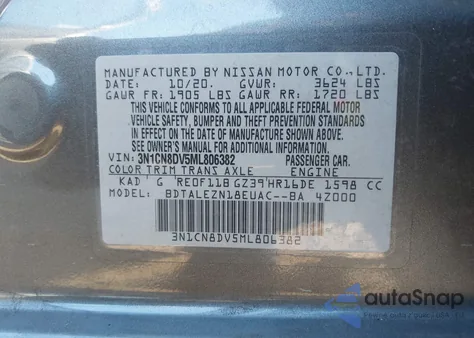 MANUFACTURED BY NISSAN MOTOR CO., LTD.
DATE: 10/20. GVWR: 3624 LBS
GAWR FR: 1905 LBS GAWR RR: 1720 LBS
THIS VEHICLE CONFORMS TO ALL APPLICABLE FEDERAL MOTOR
VEHICLE SAFETY, BUMPER AND THEFT PREVENTION STANDARDS
IN EFFECT ON THE DATE OF MANUFACTURE SHOWN ABOVE.
SEE OWNER'S MANUAL FOR ADDITIONAL INFORMATION.
VIN: 3N1CN8DV5ML806382 PASSENGER CAR.
COLOR TRIM TRANS AXLE ENGINE
KAD G RE0F11B GZ39 HR16DE 1598 CC
BDTALEZN18EUAC--BA 4Z000
3N1CN8DV5ML806382
autoSnap